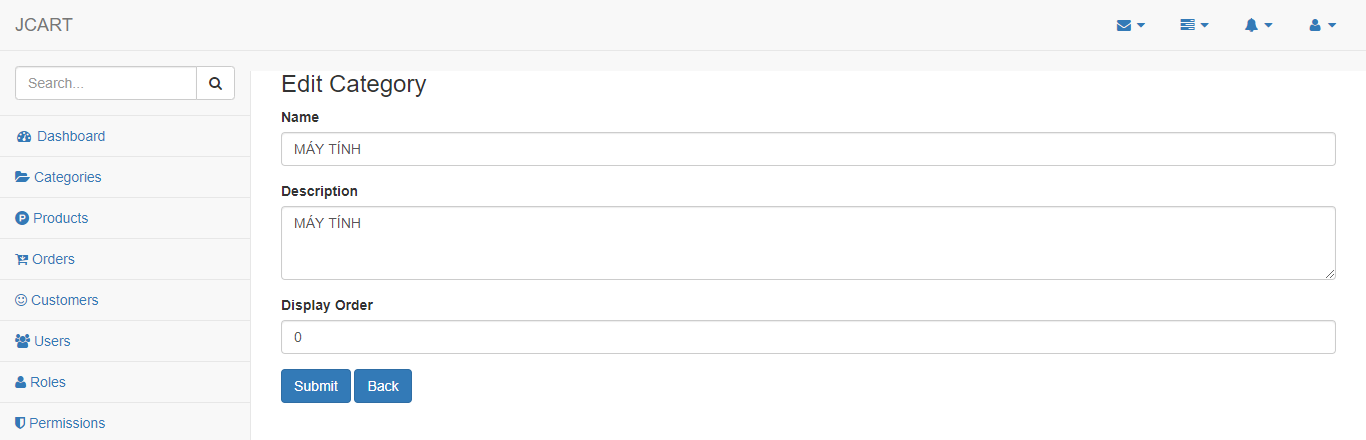 JCART
Search...
Dashboard
Categories
Products
Orders
Customers
Users
Roles
Permissions
Edit Category
Name
MÁY TÍNH
Description
MÁY TÍNH
Display Order
0
Submit Back